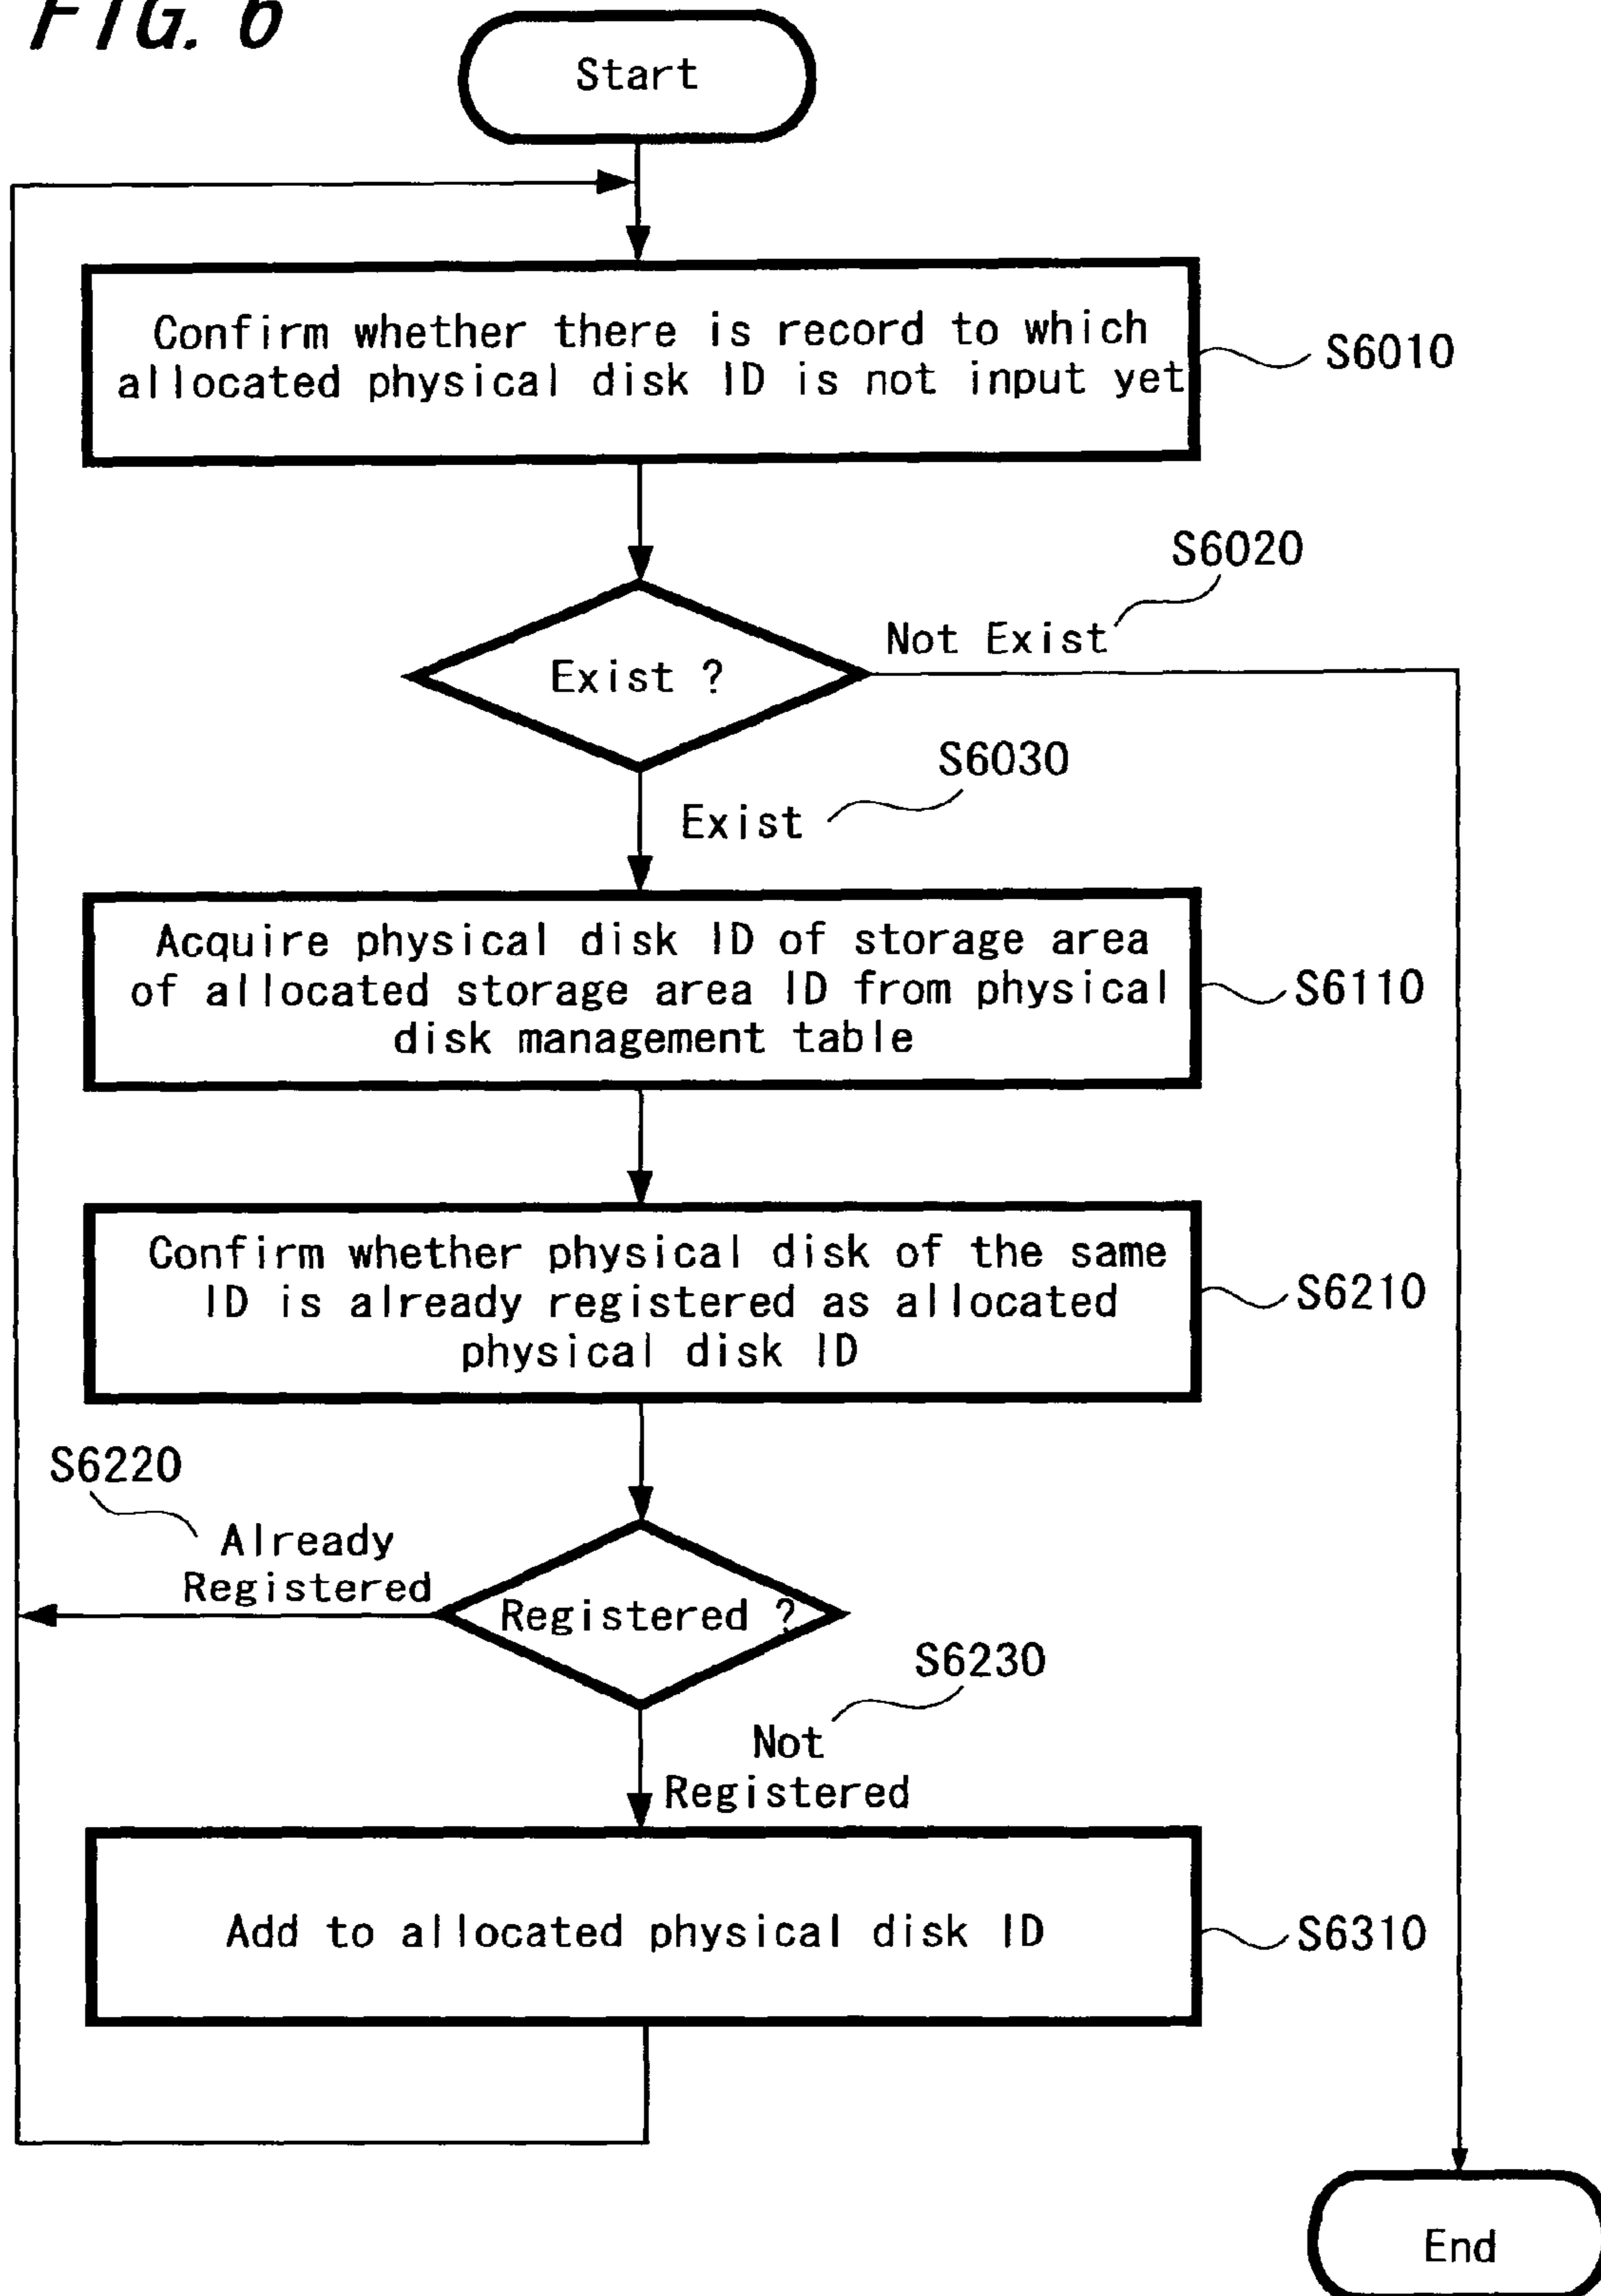 FIG. 6
Start
Confirm whether there is record to which
allocated physical disk ID is not input yet
S6010
S6020
Not Exist
Exist ?
S6030
Exist
Acquire physical disk ID of storage area
of allocated storage area ID from physical
disk management table
S6110
Confirm whether physical disk of the same
ID is already registered as allocated
physical disk ID
S6210
S6220
Already
Registered
Registered ?
S6230
Not
Registered
Add to allocated physical disk ID
S6310
End